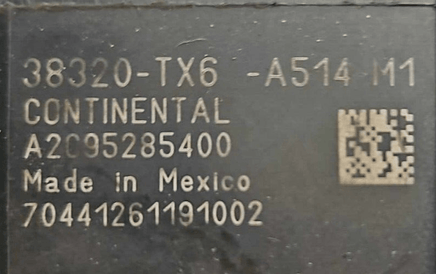 38320-TX6 -A514 M1
CONTINENTAL
A2C95285400
Made in Mexico
70441261191002